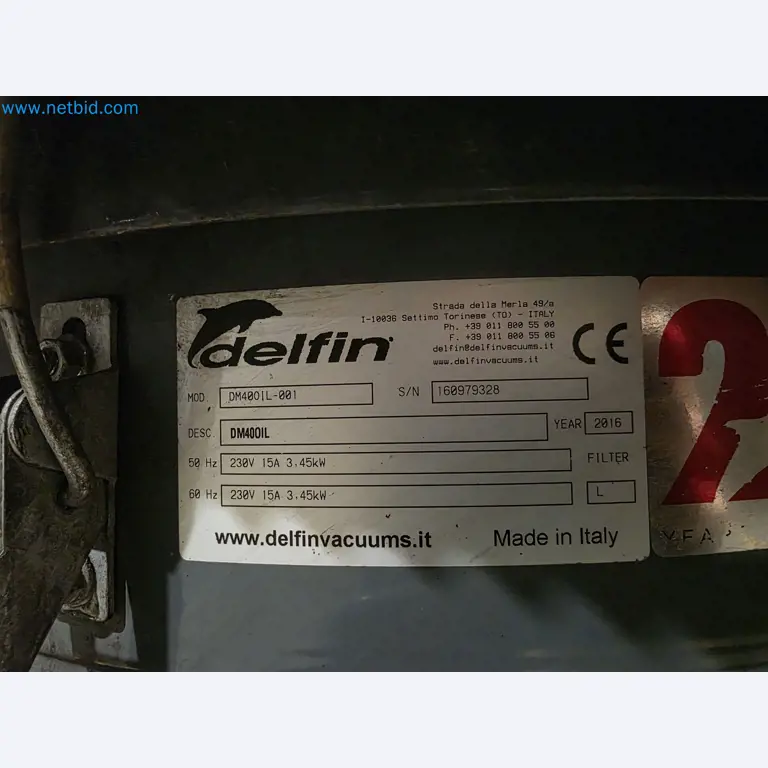 www.netbid.com
delfin
Strada della Merla 49/a
I-10036 Settimo Torinese (TO) - ITALY
Ph. +39 011 800 55 00
F. +39 011 800 55 06
delfin@delfinvacuums.it
www.delfinvacuums.it
CE
MOD. DM40OIL-001 S/N 160979328
DESC. DM40OIL YEAR 2016
50 Hz 230V 15A 3.45kW FILTER
60 Hz 230V 15A 3.45kW L
www.delfinvacuums.it Made in Italy
2
YEA